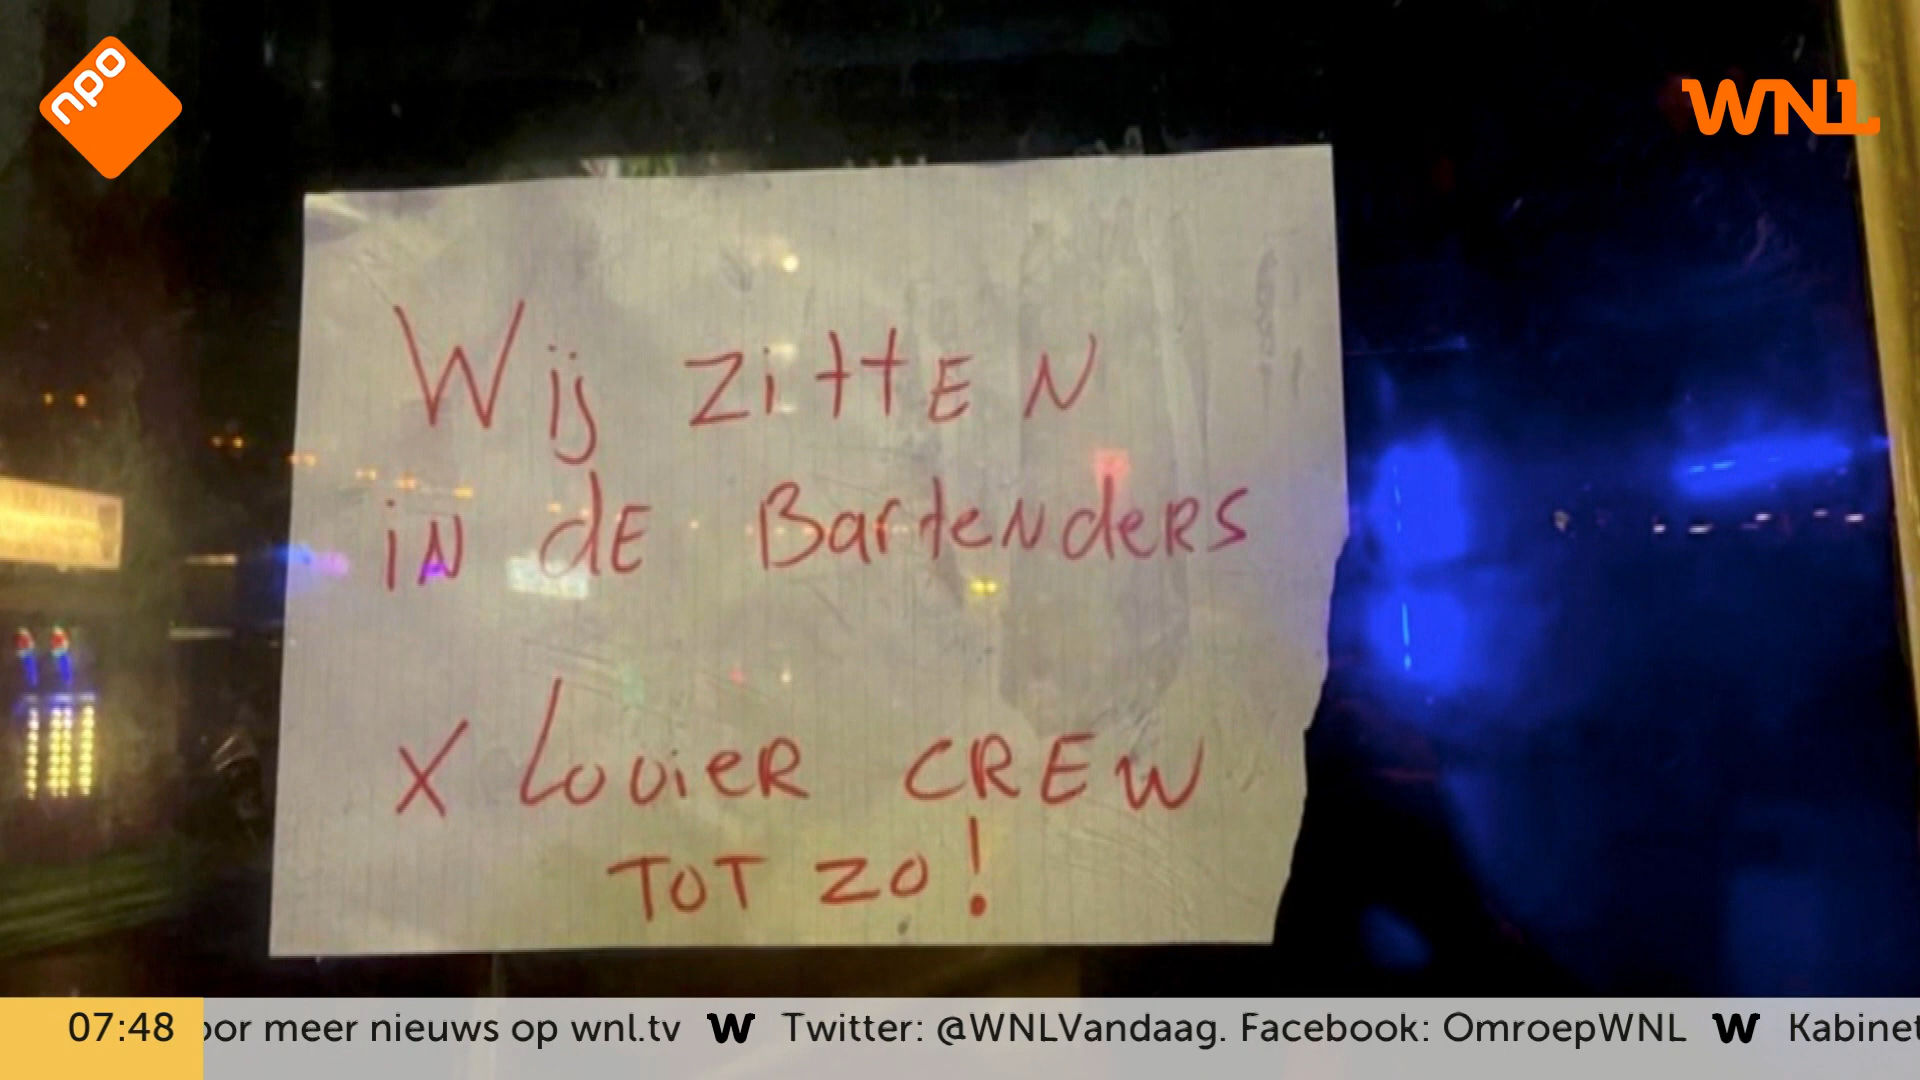 npo
WNL
Wij zittEN
iN dE BartENdeRS
X LouieR CREW
TOT ZO!
07:48 oor meer nieuws op wnl.tv W Twitter: @WNLVandaag. Facebook: OmroepWNL W Kabinet